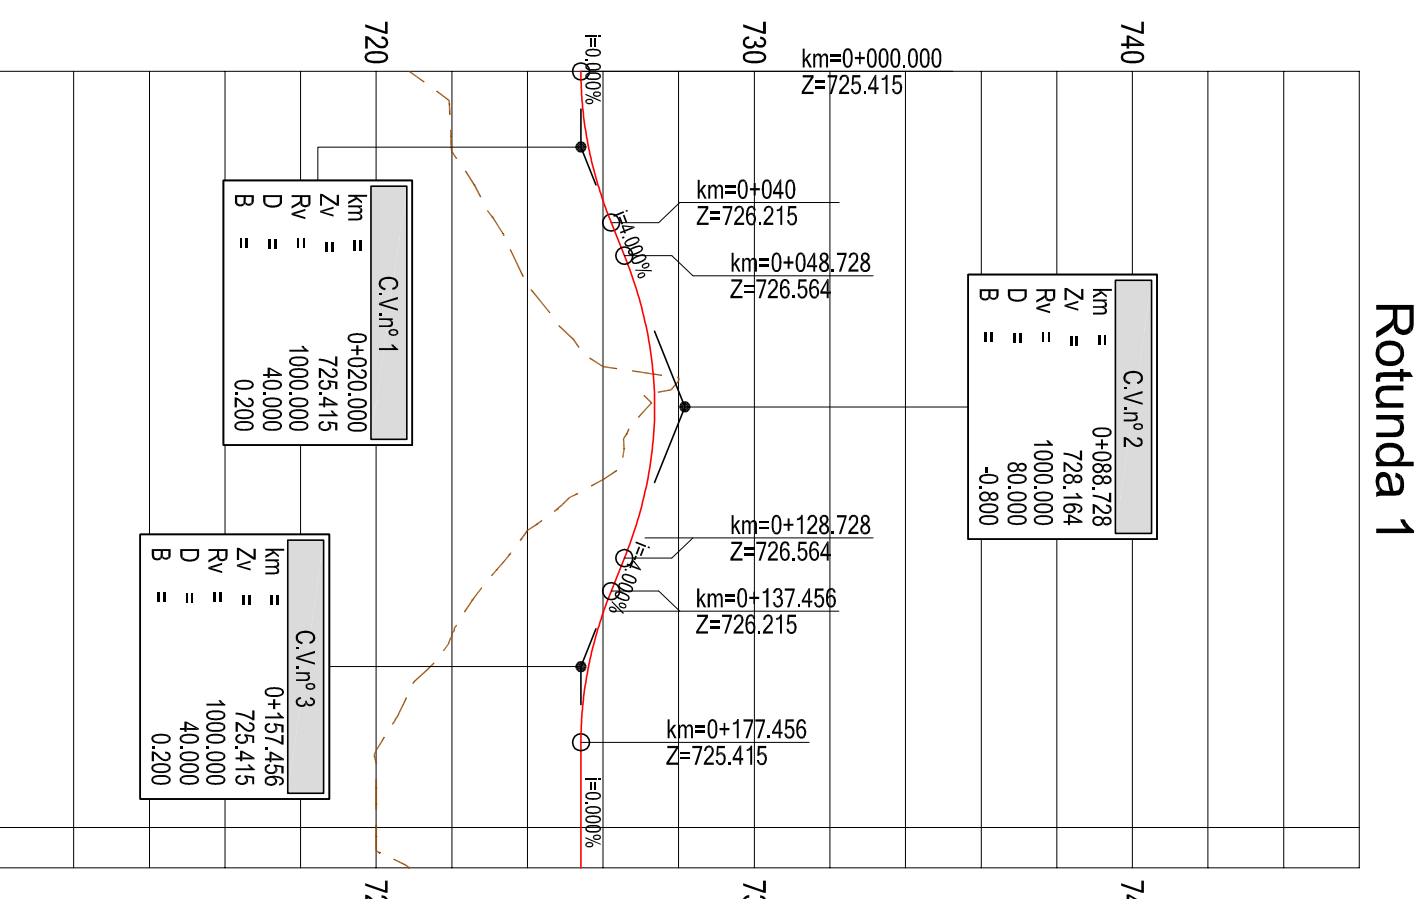 Rotunda 1
720
730
740
km=0+000.000
Z=725.415
i=0.000%
km=0+040
Z=726.215
i=4.000%
km=0+048.728
Z=726.564
C.V.nº 1
km = 0+020.000
Zv = 725.415
Rv = 1000.000
D = 40.000
B = 0.200
C.V.nº 2
km = 0+088.728
Zv = 728.164
Rv = 1000.000
D = 80.000
B = -0.800
km=0+128.728
Z=726.564
i=-4.000%
km=0+137.456
Z=726.215
C.V.nº 3
km = 0+157.456
Zv = 725.415
Rv = 1000.000
D = 40.000
B = 0.200
km=0+177.456
Z=725.415
i=0.000%